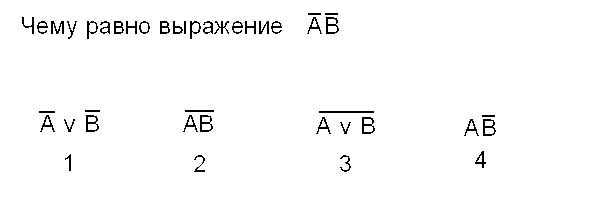 Чему равно выражение A̅ B̅
A̅ v B̅ A̅B̅ A̅ ̅v̅ ̅B̅ AB̅
1 2 3 4